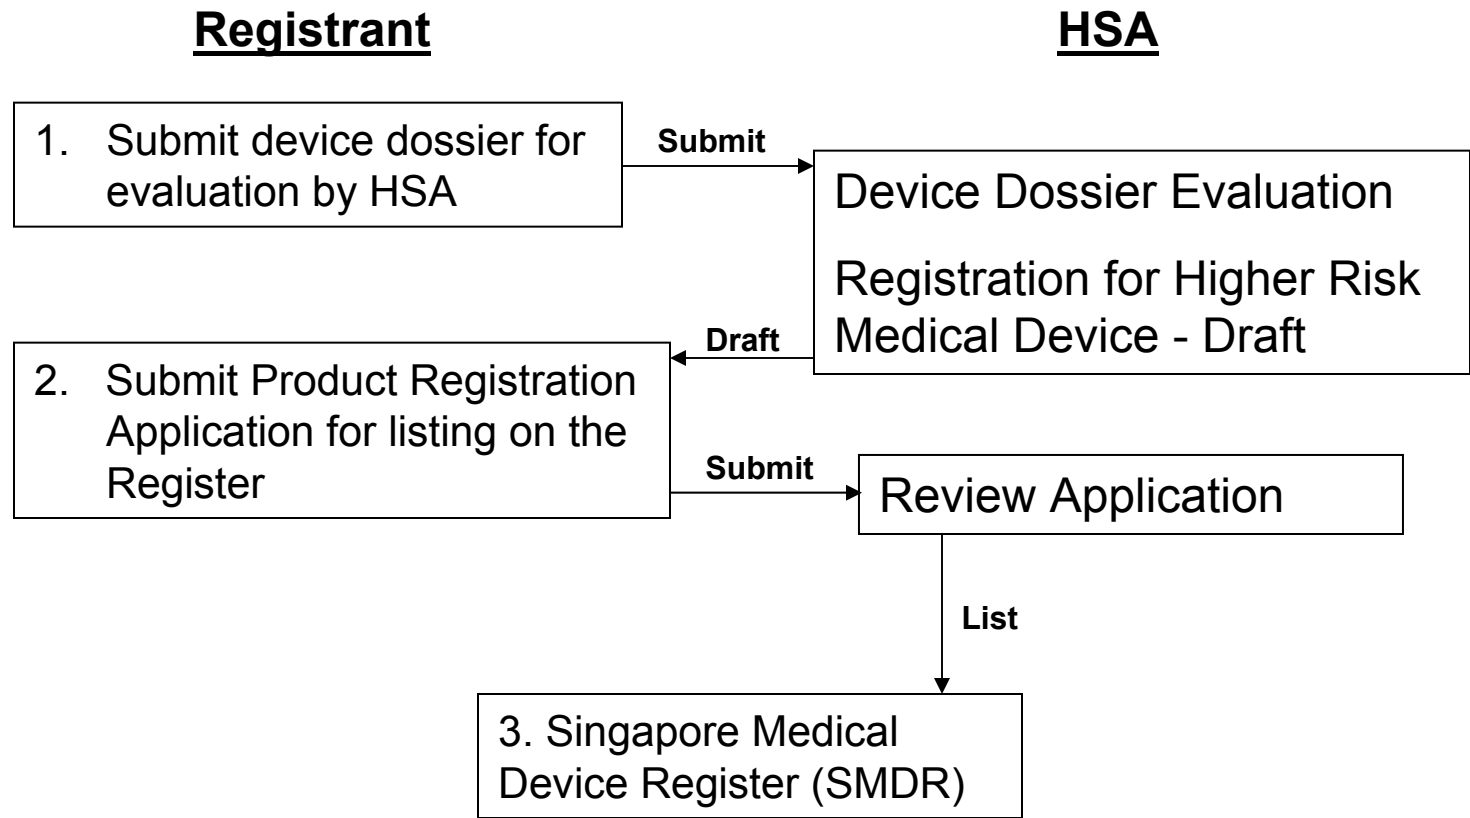 Registrant
HSA
1. Submit device dossier for
evaluation by HSA
Submit
Device Dossier Evaluation
Registration for Higher Risk
Medical Device - Draft
Draft
2. Submit Product Registration
Application for listing on the
Register
Submit
Review Application
List
3. Singapore Medical
Device Register (SMDR)